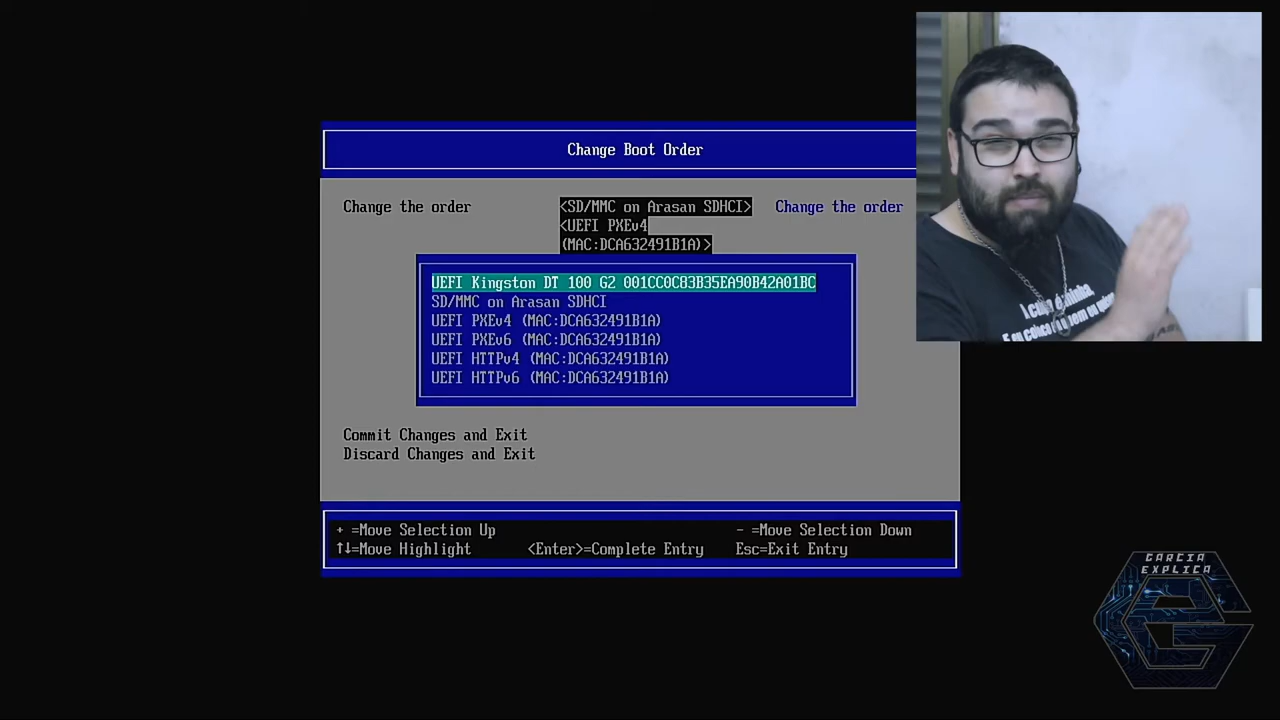 Change Boot Order
Change the order
<SD/MMC on Arasan SDHCI>
Change the order
<UEFI PXEv4
(MAC:DCA632491B1A)>
UEFI Kingston DT 100 G2 001CC0C83B35EA90B42A01BC
SD/MMC on Arasan SDHCI
UEFI PXEv4 (MAC:DCA632491B1A)
UEFI PXEv6 (MAC:DCA632491B1A)
UEFI HTTPv4 (MAC:DCA632491B1A)
UEFI HTTPv6 (MAC:DCA632491B1A)
Commit Changes and Exit
Discard Changes and Exit
+ =Move Selection Up
- =Move Selection Down
↑↓=Move Highlight
<Enter>=Complete Entry
Esc=Exit Entry
GARCIA
EXPLICA